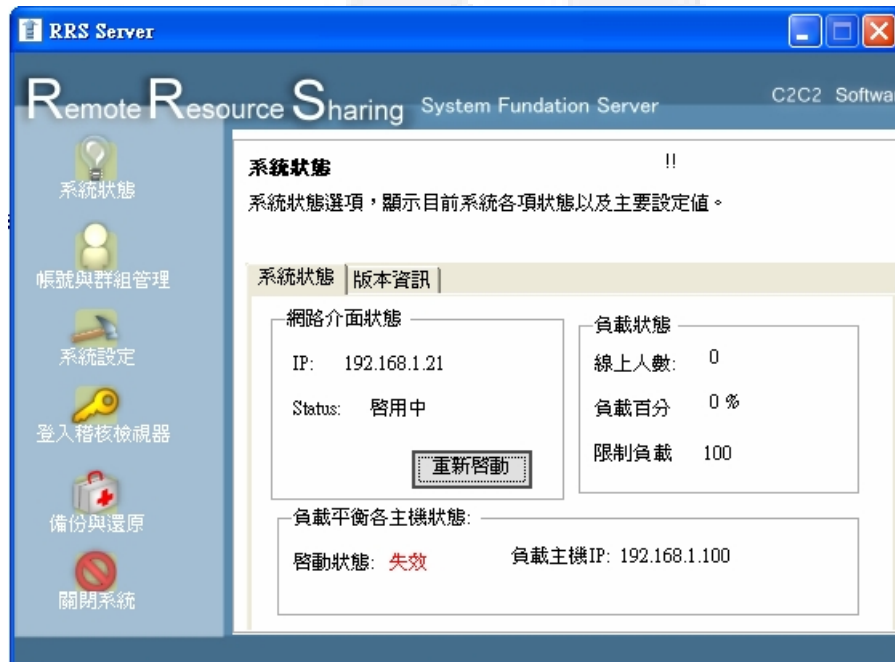 RRS Server
Remote Resource Sharing System Fundation Server
C2C2 Softwa
系統狀態
帳號與群組管理
系統設定
登入稽核檢視器
備份與還原
關閉系統
系統狀態
!!
系統狀態選項，顯示目前系統各項狀態以及主要設定值。
系統狀態 版本資訊
網路介面狀態
IP: 192.168.1.21
Status: 啓用中
重新啓動
負載狀態
線上人數: 0
負載百分 0 %
限制負載 100
負載平衡各主機狀態:
啓動狀態: 失效
負載主機IP: 192.168.1.100